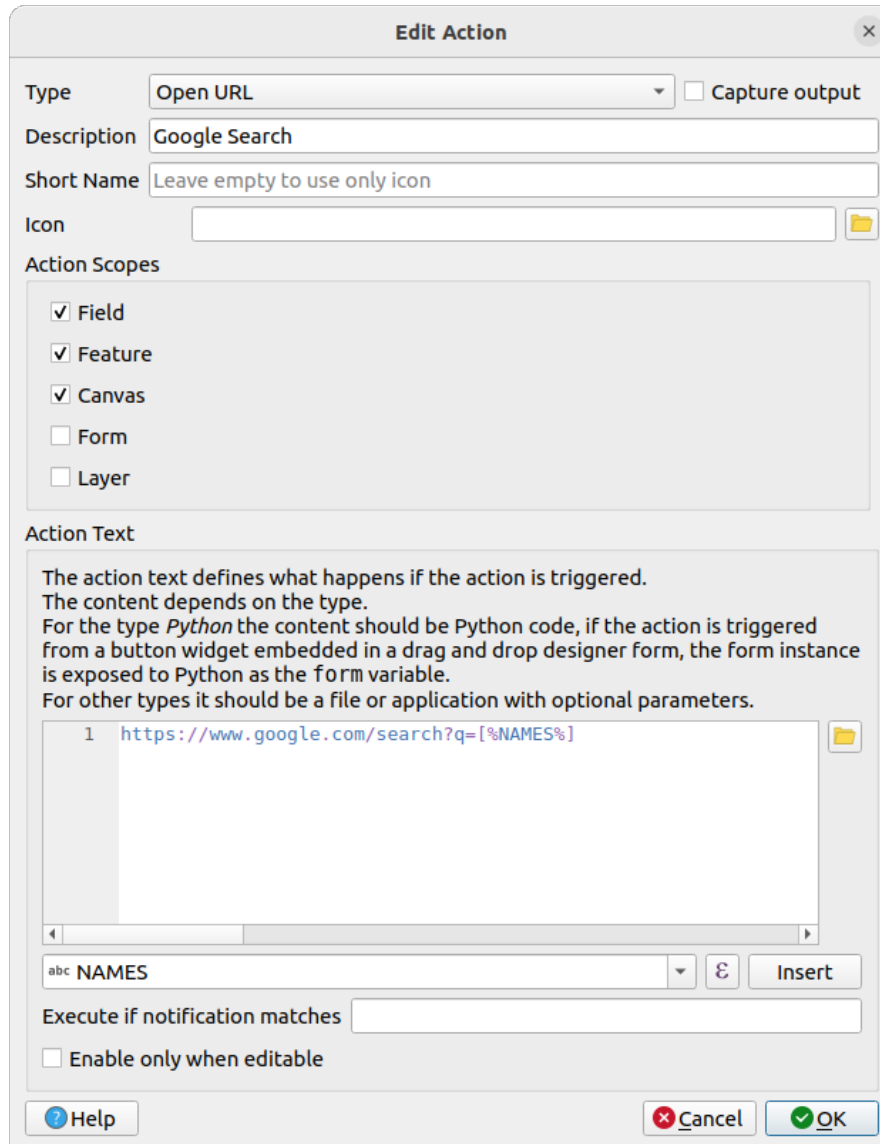 Edit Action
Type Open URL Capture output
Description Google Search
Short Name Leave empty to use only icon
Icon
Action Scopes
Field
Feature
Canvas
Form
Layer
Action Text
The action text defines what happens if the action is triggered.
The content depends on the type.
For the type Python the content should be Python code, if the action is triggered
from a button widget embedded in a drag and drop designer form, the form instance
is exposed to Python as the form variable.
For other types it should be a file or application with optional parameters.
1 https://www.google.com/search?q=[%NAMES%]
abc NAMES ε Insert
Execute if notification matches
Enable only when editable
Help Cancel OK